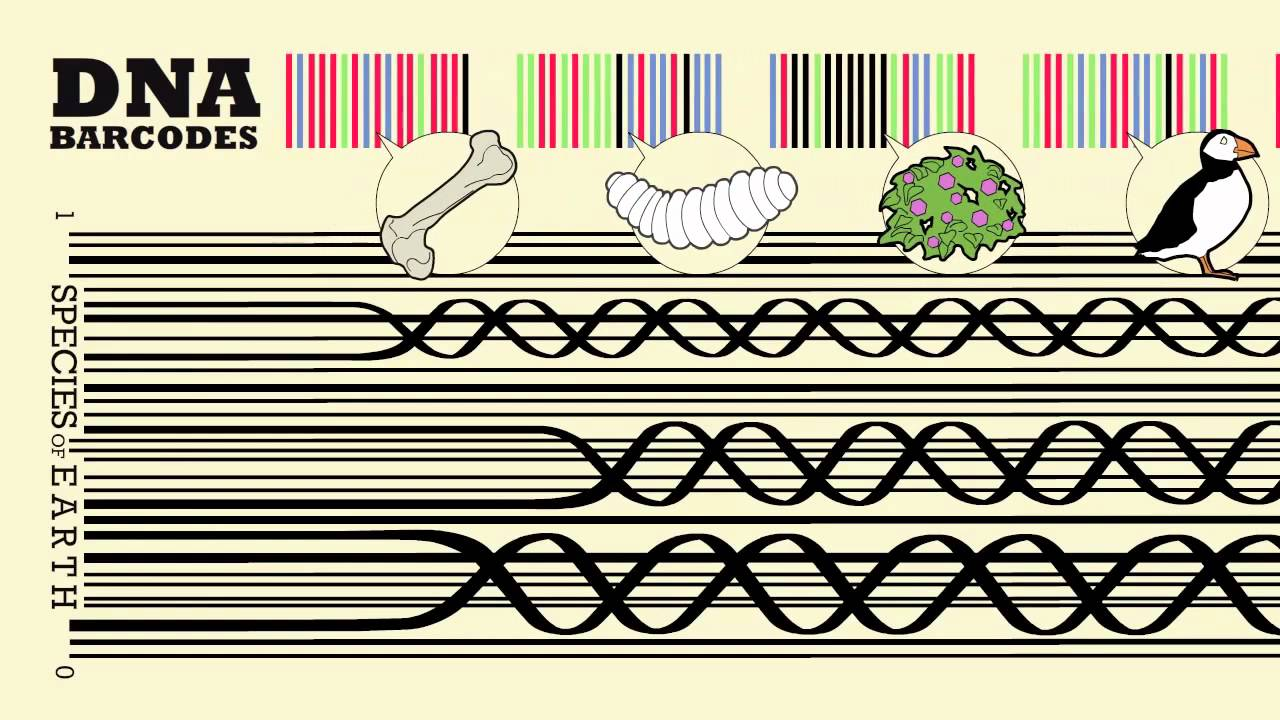 DNA
BARCODES
1
SPECIES OF EARTH
0